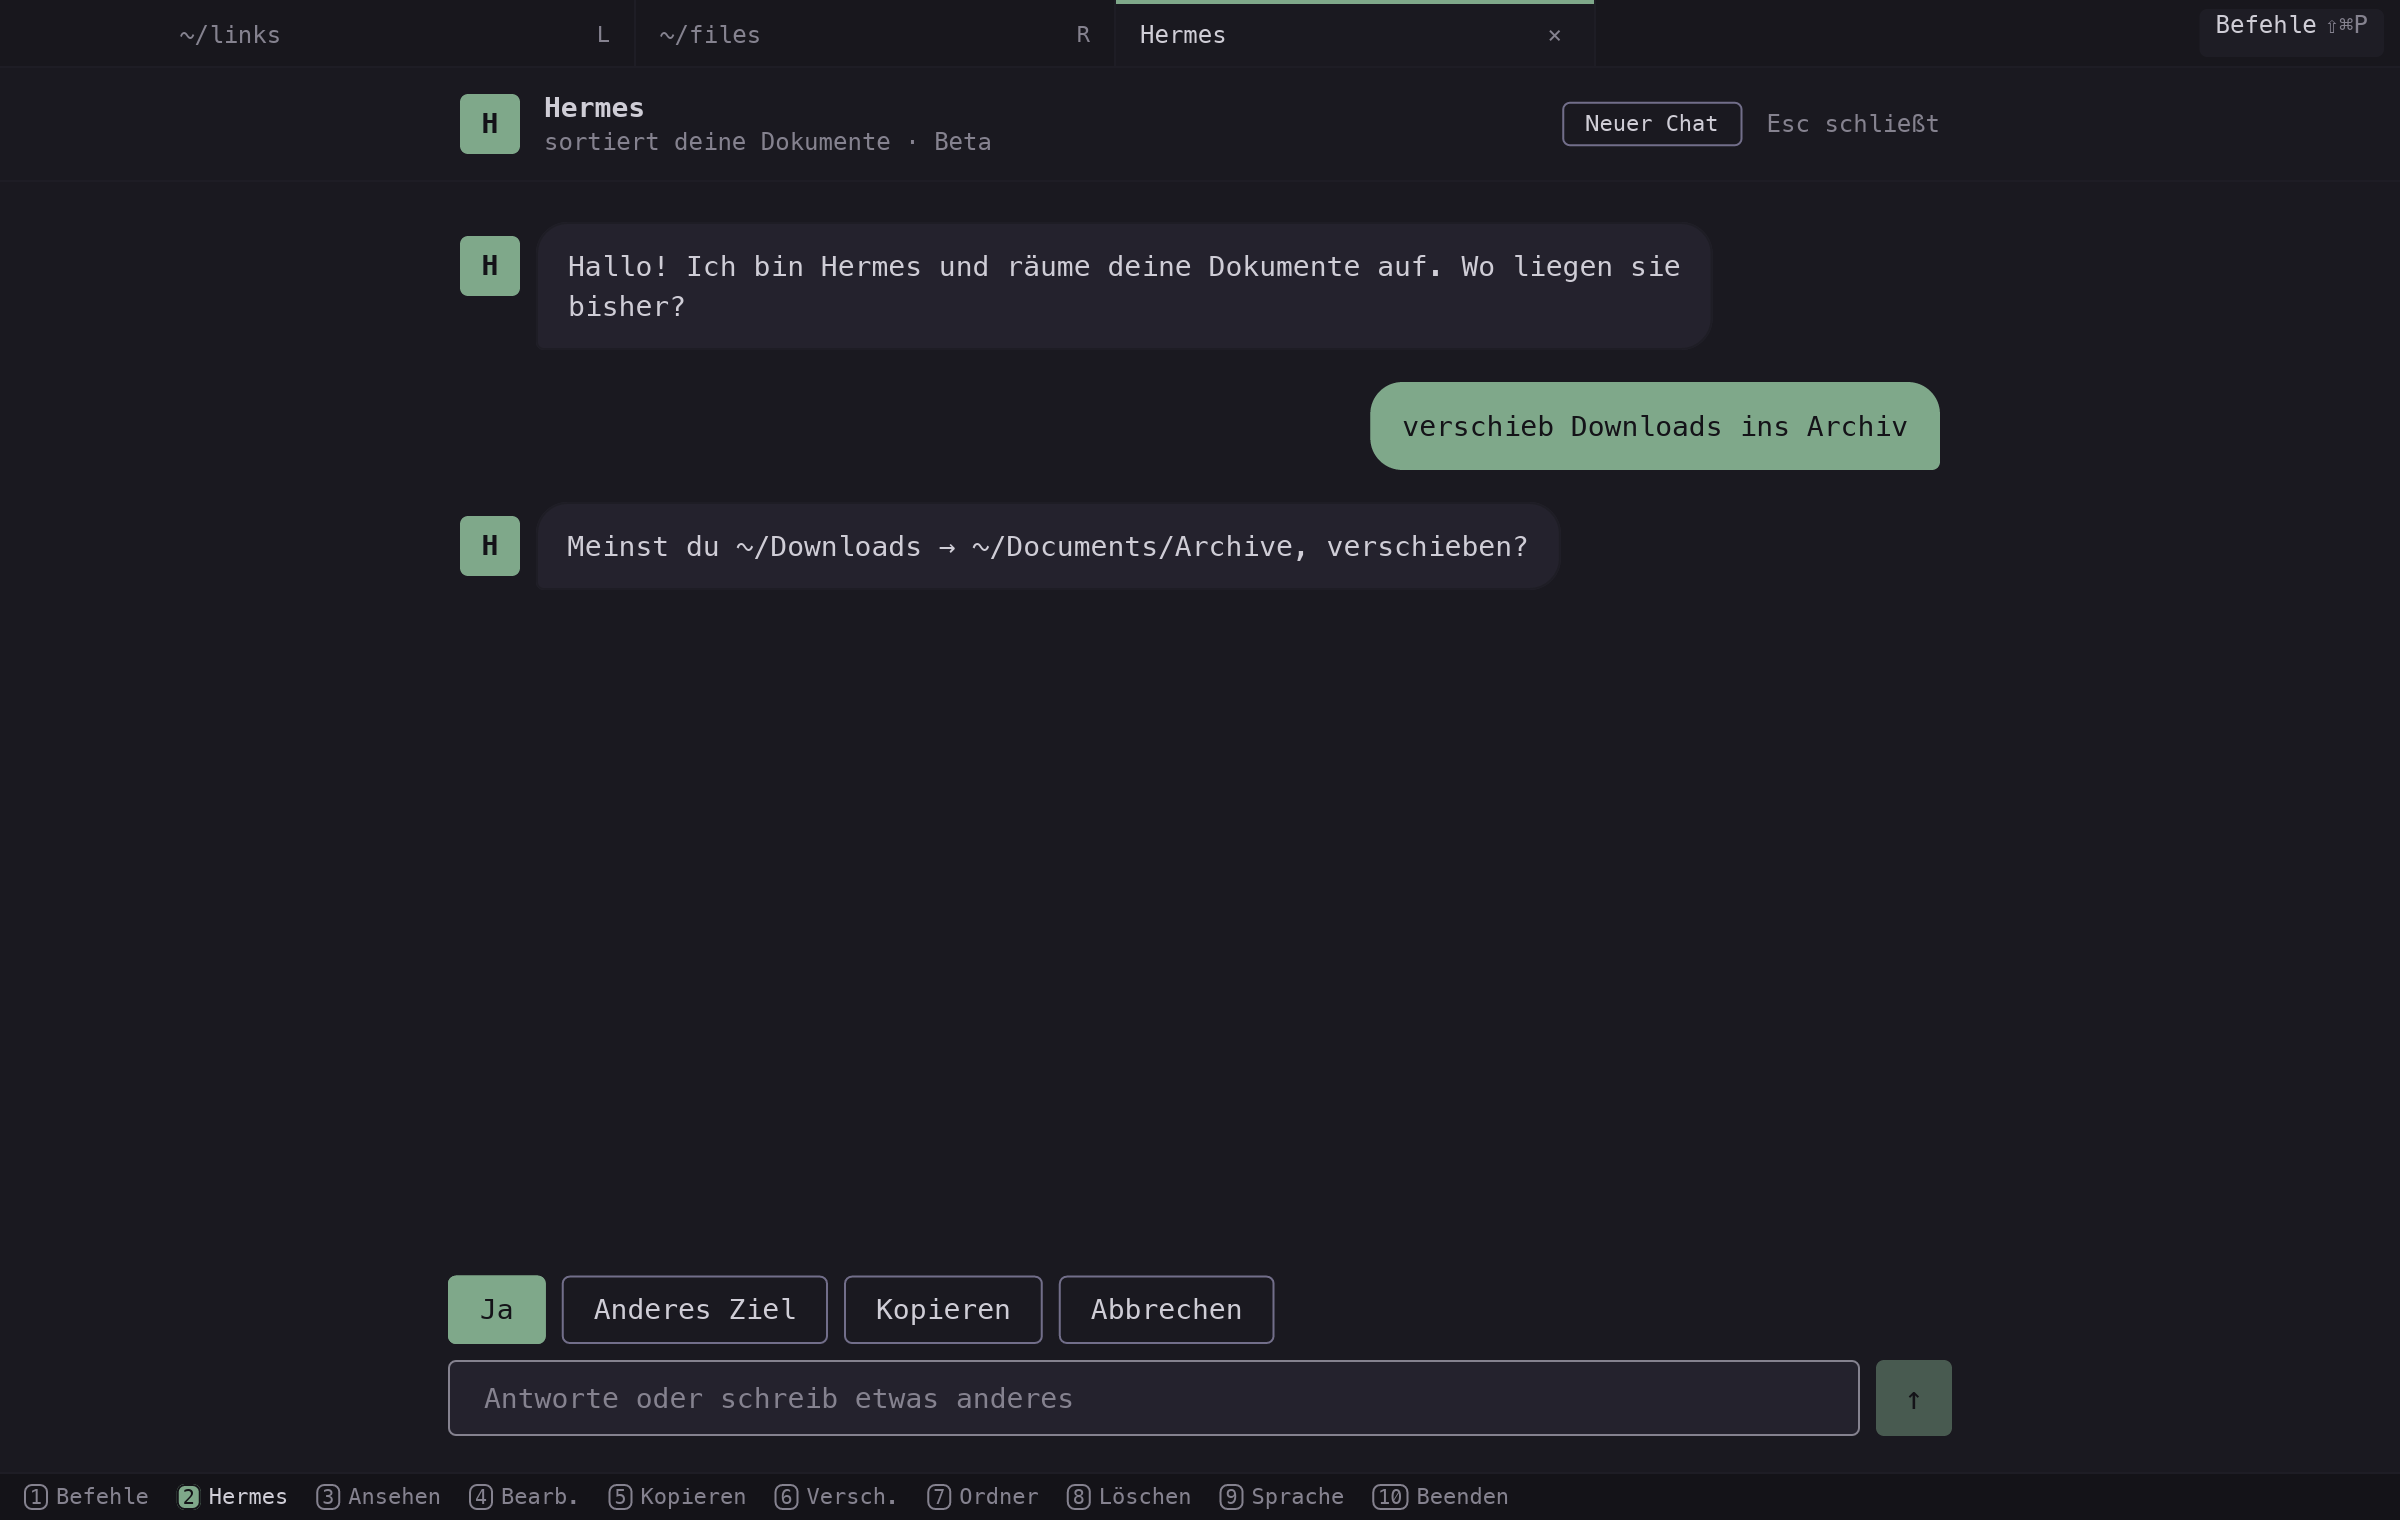 ~/links L ~/files R Hermes × Befehle ⇧⌘P
H Hermes
sortiert deine Dokumente · Beta
Neuer Chat Esc schließt
H Hallo! Ich bin Hermes und räume deine Dokumente auf. Wo liegen sie
bisher?
verschieb Downloads ins Archiv
H Meinst du ~/Downloads → ~/Documents/Archive, verschieben?
Ja Anderes Ziel Kopieren Abbrechen
Antworte oder schreib etwas anderes ↑
1 Befehle 2 Hermes 3 Ansehen 4 Bearb. 5 Kopieren 6 Versch. 7 Ordner 8 Löschen 9 Sprache 10 Beenden